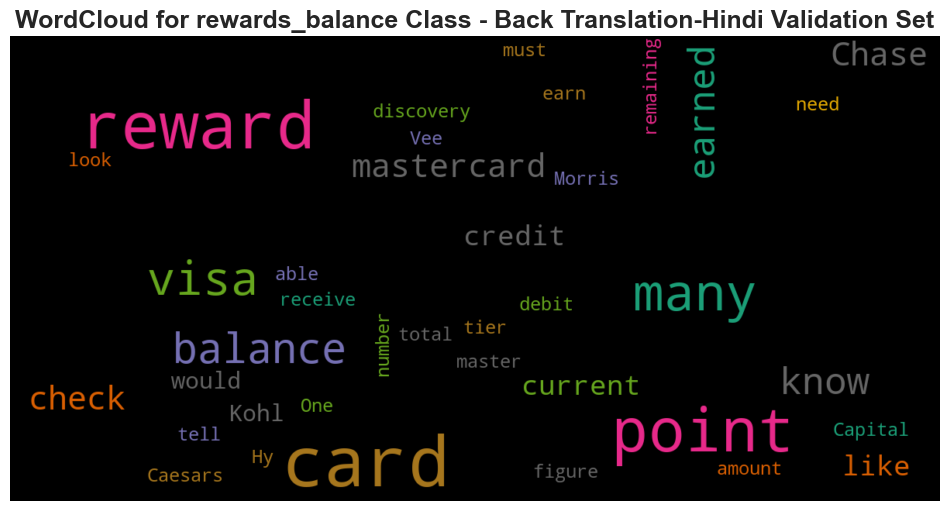 WordCloud for rewards_balance Class - Back Translation-Hindi Validation Set
must
Chase
remaining
earned
earn
need
reward
discovery
Vee
look
mastercard
Morris
credit
visa
able
receive
many
debit
number
total
tier
balance
master
would
current
know
check
Kohl
One
point
tell
Capital
card
Hy
Caesars
figure
amount
like